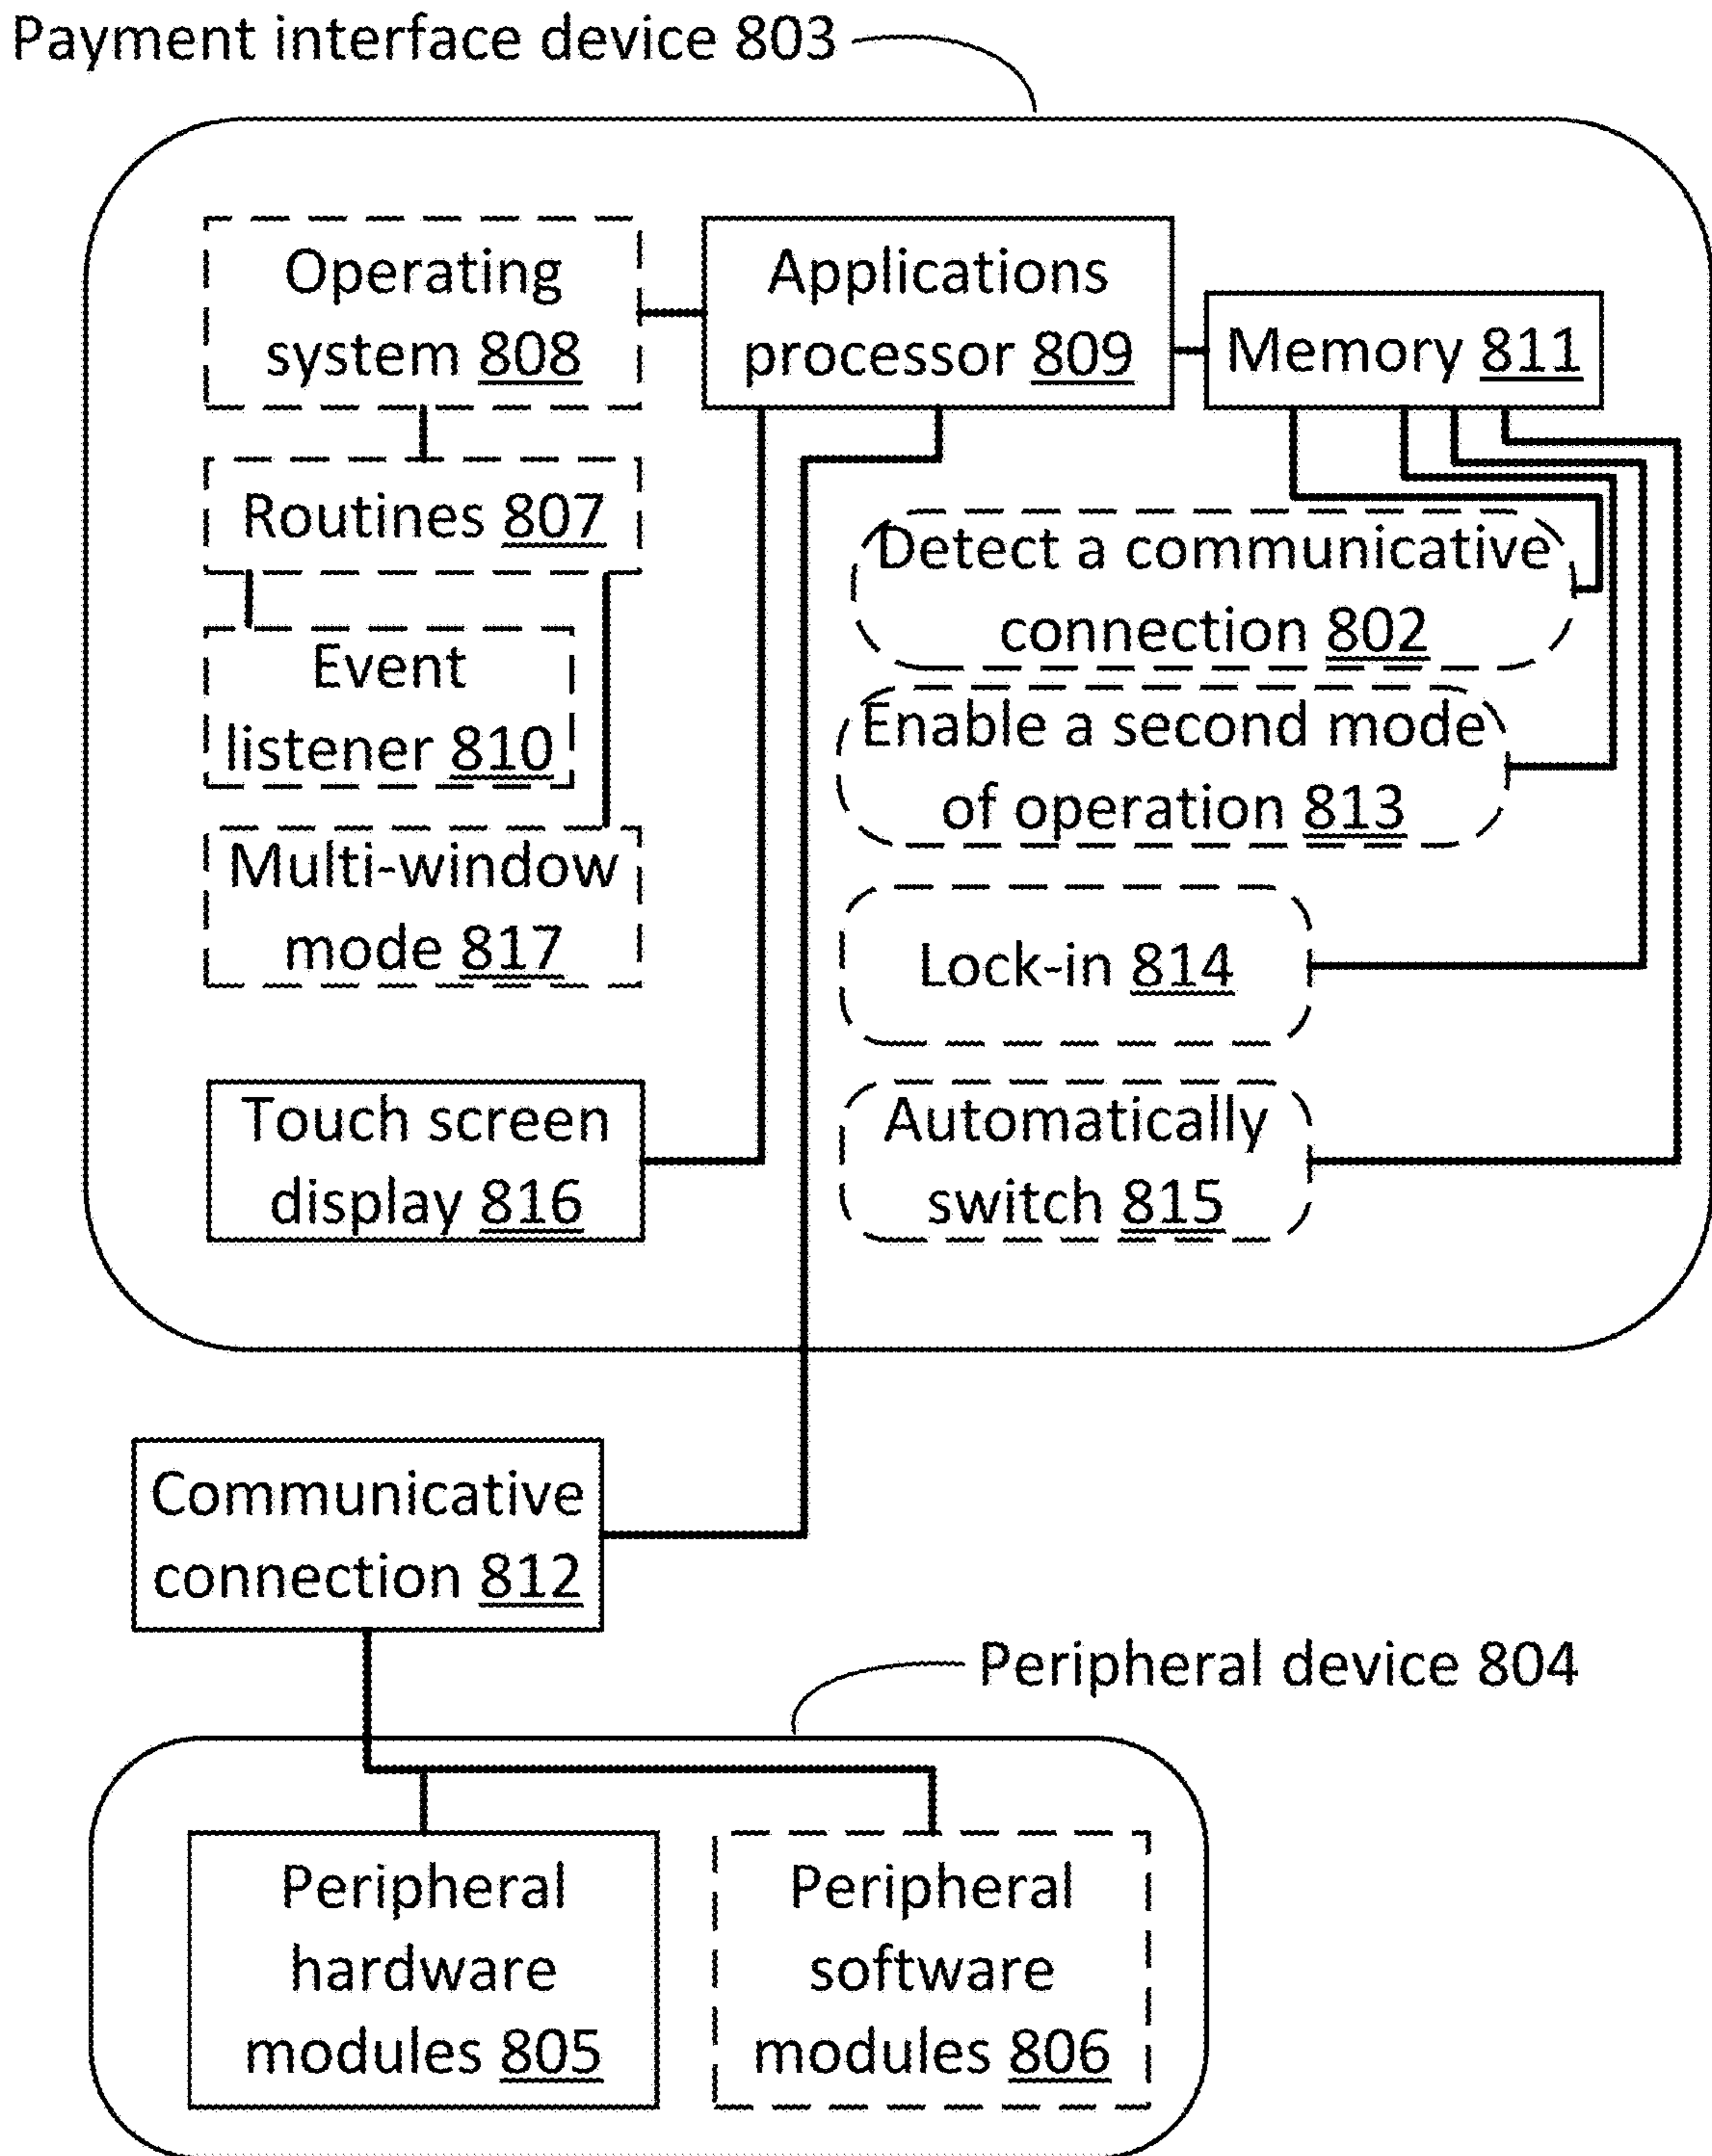 Payment interface device 803
Operating
system 808
Applications
processor 809
Memory 811
Routines 807
Detect a communicative
connection 802
Event
listener 810
Enable a second mode
of operation 813
Multi-window
mode 817
Lock-in 814
Touch screen
display 816
Automatically
switch 815
Communicative
connection 812
Peripheral device 804
Peripheral
hardware
modules 805
Peripheral
software
modules 806